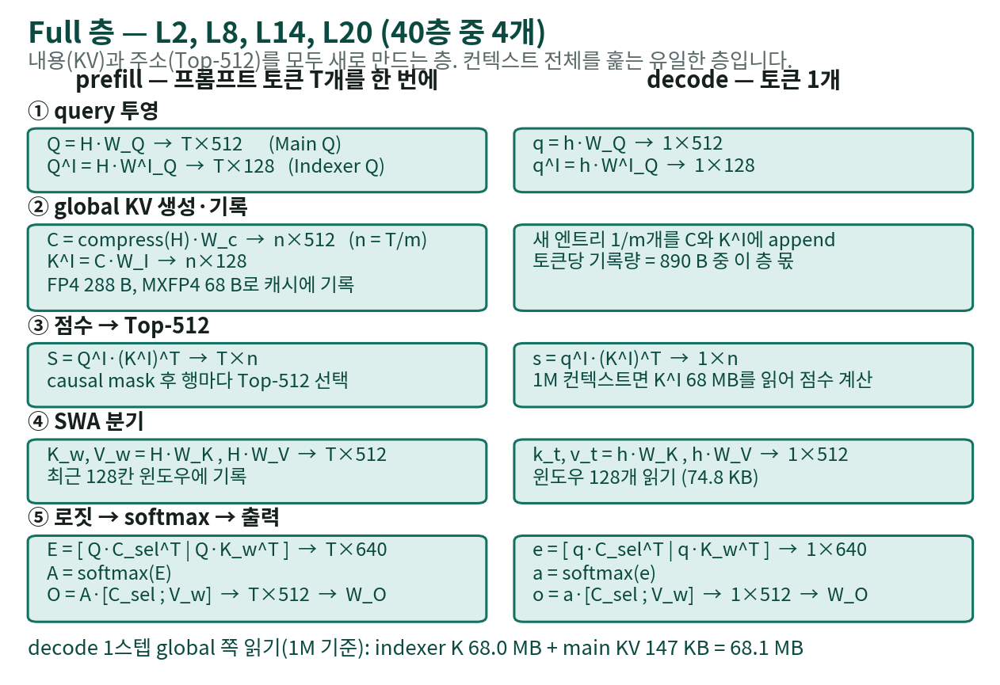 Full 층 — L2, L8, L14, L20 (40층 중 4개)
내용(KV)과 주소(Top-512)를 모두 새로 만드는 층. 컨텍스트 전체를 훑는 유일한 층입니다.
prefill — 프롬프트 토큰 T개를 한 번에
decode — 토큰 1개
① query 투영
Q = H·W_Q → T×512 (Main Q)
Q^I = H·W^I_Q → T×128 (Indexer Q)
q = h·W_Q → 1×512
q^I = h·W^I_Q → 1×128
② global KV 생성·기록
C = compress(H)·W_c → n×512 (n = T/m)
K^I = C·W_I → n×128
FP4 288 B, MXFP4 68 B로 캐시에 기록
새 엔트리 1/m개를 C와 K^I에 append
토큰당 기록량 = 890 B 중 이 층 몫
③ 점수 → Top-512
S = Q^I·(K^I)^T → T×n
causal mask 후 행마다 Top-512 선택
s = q^I·(K^I)^T → 1×n
1M 컨텍스트면 K^I 68 MB를 읽어 점수 계산
④ SWA 분기
K_w, V_w = H·W_K , H·W_V → T×512
최근 128칸 윈도우에 기록
k_t, v_t = h·W_K , h·W_V → 1×512
윈도우 128개 읽기 (74.8 KB)
⑤ 로짓 → softmax → 출력
E = [ Q·C_sel^T | Q·K_w^T ] → T×640
A = softmax(E)
O = A·[C_sel ; V_w] → T×512 → W_O
e = [ q·C_sel^T | q·K_w^T ] → 1×640
a = softmax(e)
o = a·[C_sel ; V_w] → 1×512 → W_O
decode 1스텝 global 쪽 읽기(1M 기준): indexer K 68.0 MB + main KV 147 KB = 68.1 MB